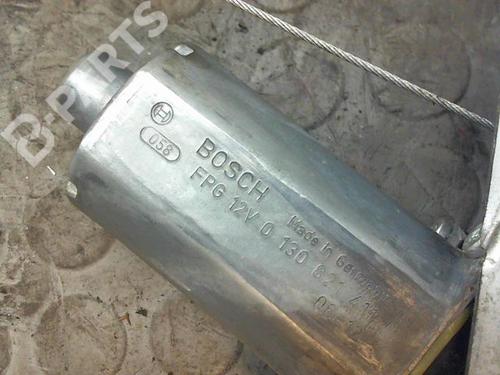 B-PARTS
058
BOSCH
Made in Germany
FPG 12V 0 130 821